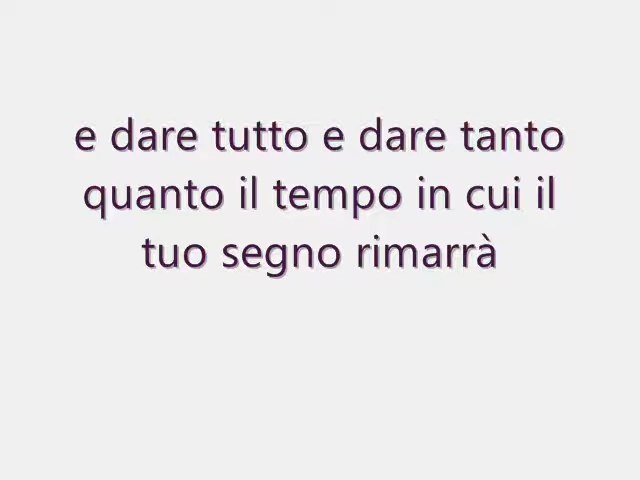 e dare tutto e dare tanto
quanto il tempo in cui il
tuo segno rimarrà